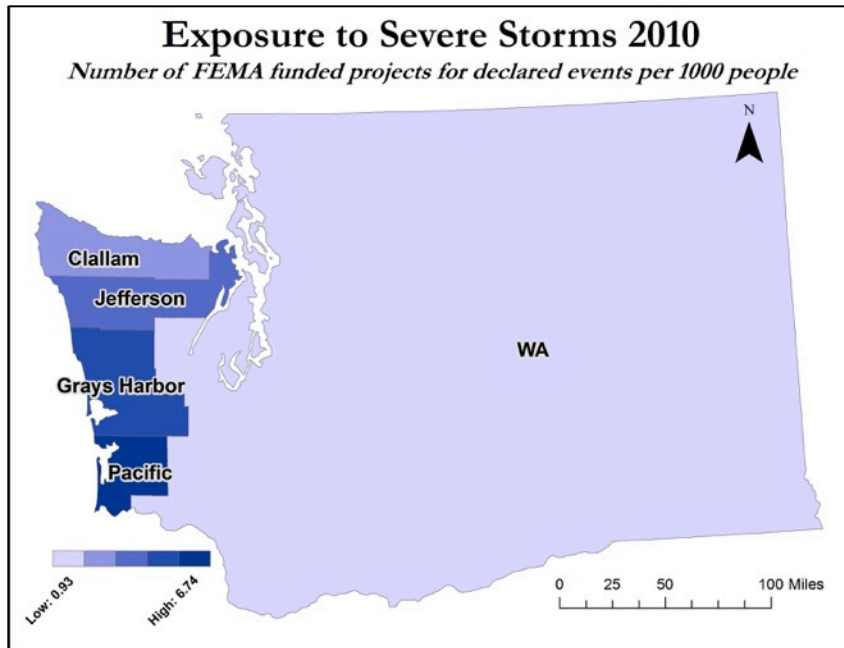 Exposure to Severe Storms 2010
Number of FEMA funded projects for declared events per 1000 people
N
Clallam
Jefferson
WA
Grays Harbor
Pacific
Low: 0.93
High: 6.74
0 25 50 100 Miles